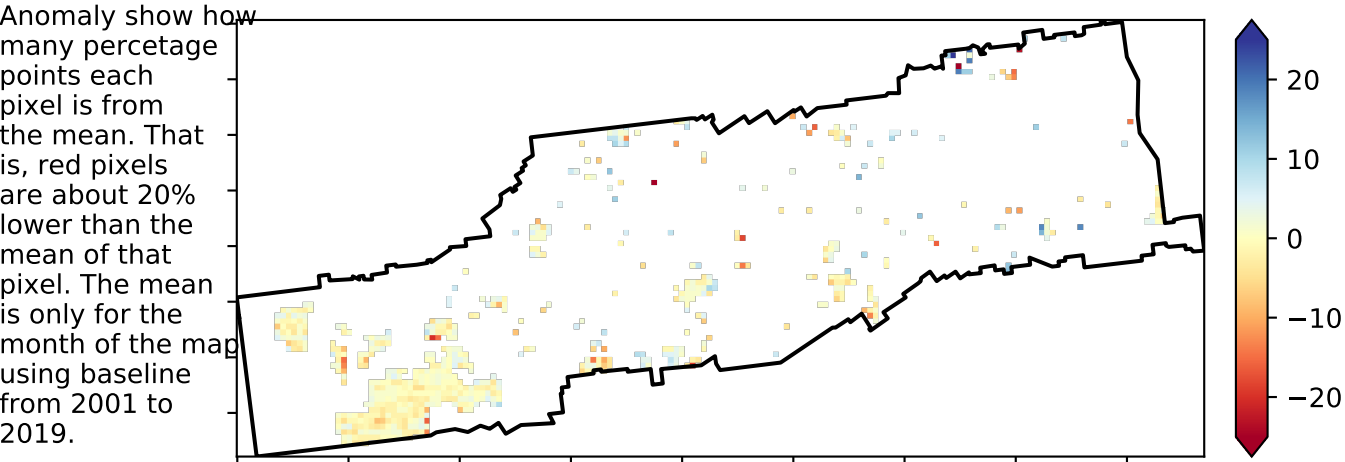 Anomaly show how
many percetage
points each
pixel is from
the mean. That
is, red pixels
are about 20%
lower than the
mean of that
pixel. The mean
is only for the
month of the map
using baseline
from 2001 to
2019.
20
10
0
−10
−20